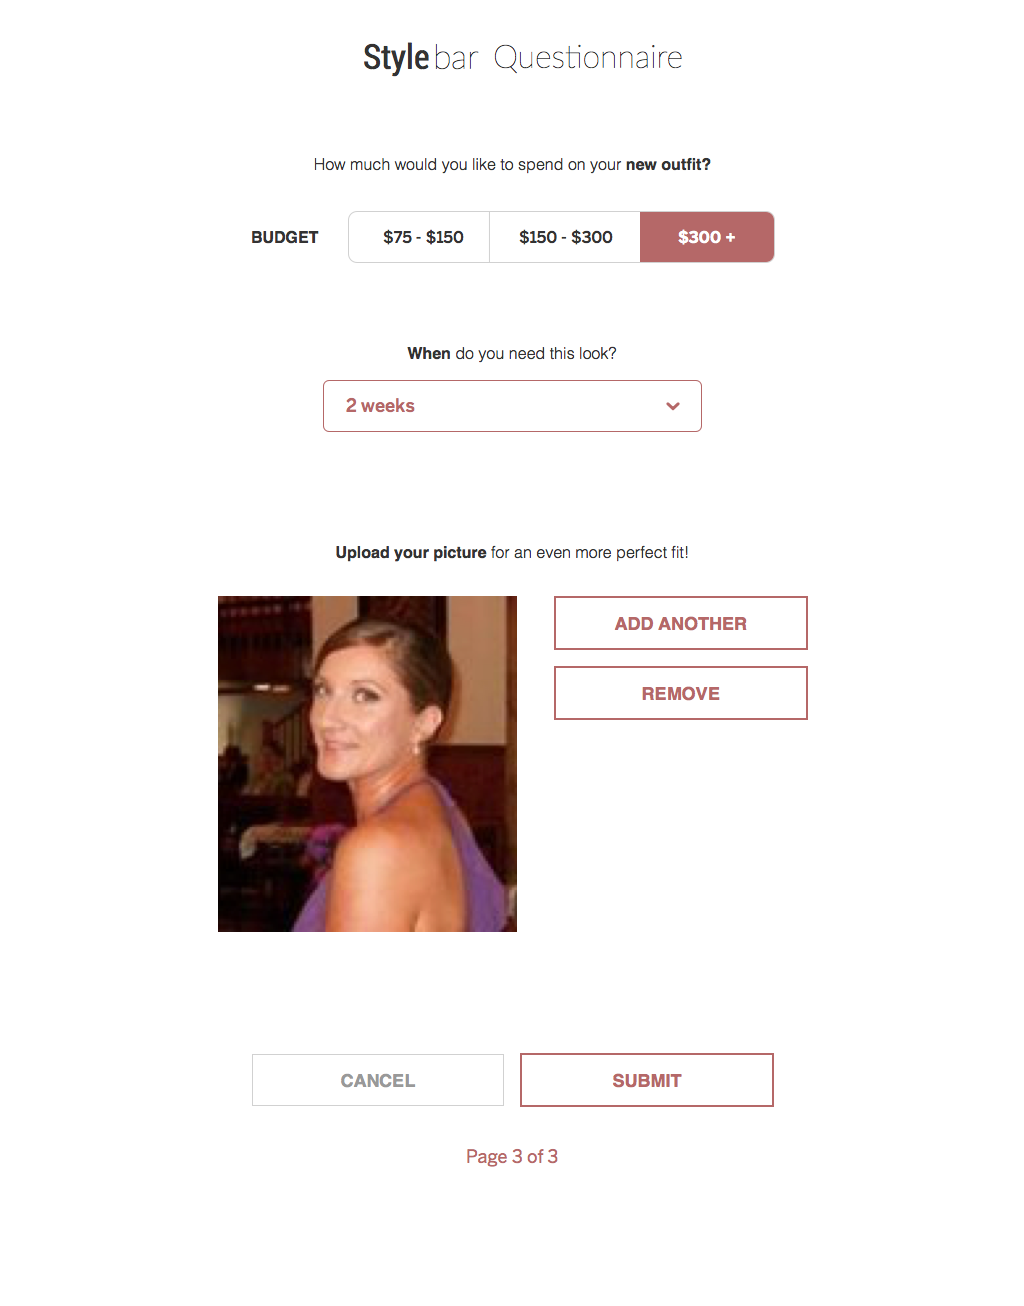 Stylebar Questionnaire
How much would you like to spend on your new outfit?
BUDGET $75 - $150 $150 - $300 $300 +
When do you need this look?
2 weeks
Upload your picture for an even more perfect fit!
ADD ANOTHER
REMOVE
CANCEL SUBMIT
Page 3 of 3